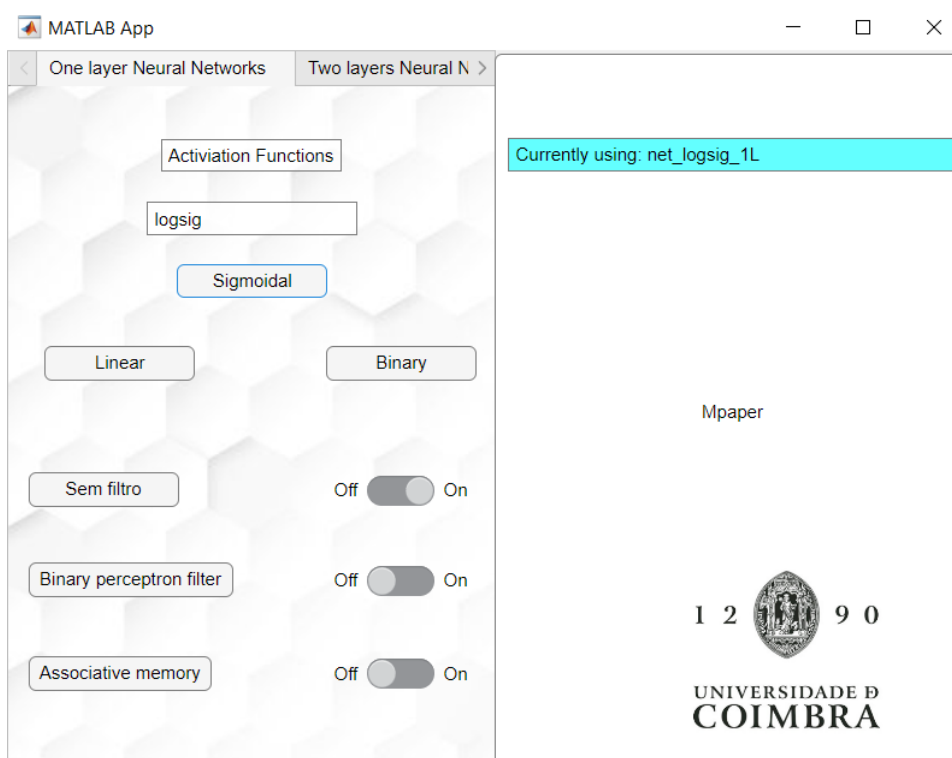 MATLAB App
One layer Neural Networks
Two layers Neural N
Activiation Functions
logsig
Sigmoidal
Linear
Binary
Sem filtro
Off
On
Binary perceptron filter
Off
On
Associative memory
Off
On
Currently using: net_logsig_1L
Mpaper
1 2 9 0
UNIVERSIDADE Ð
COIMBRA